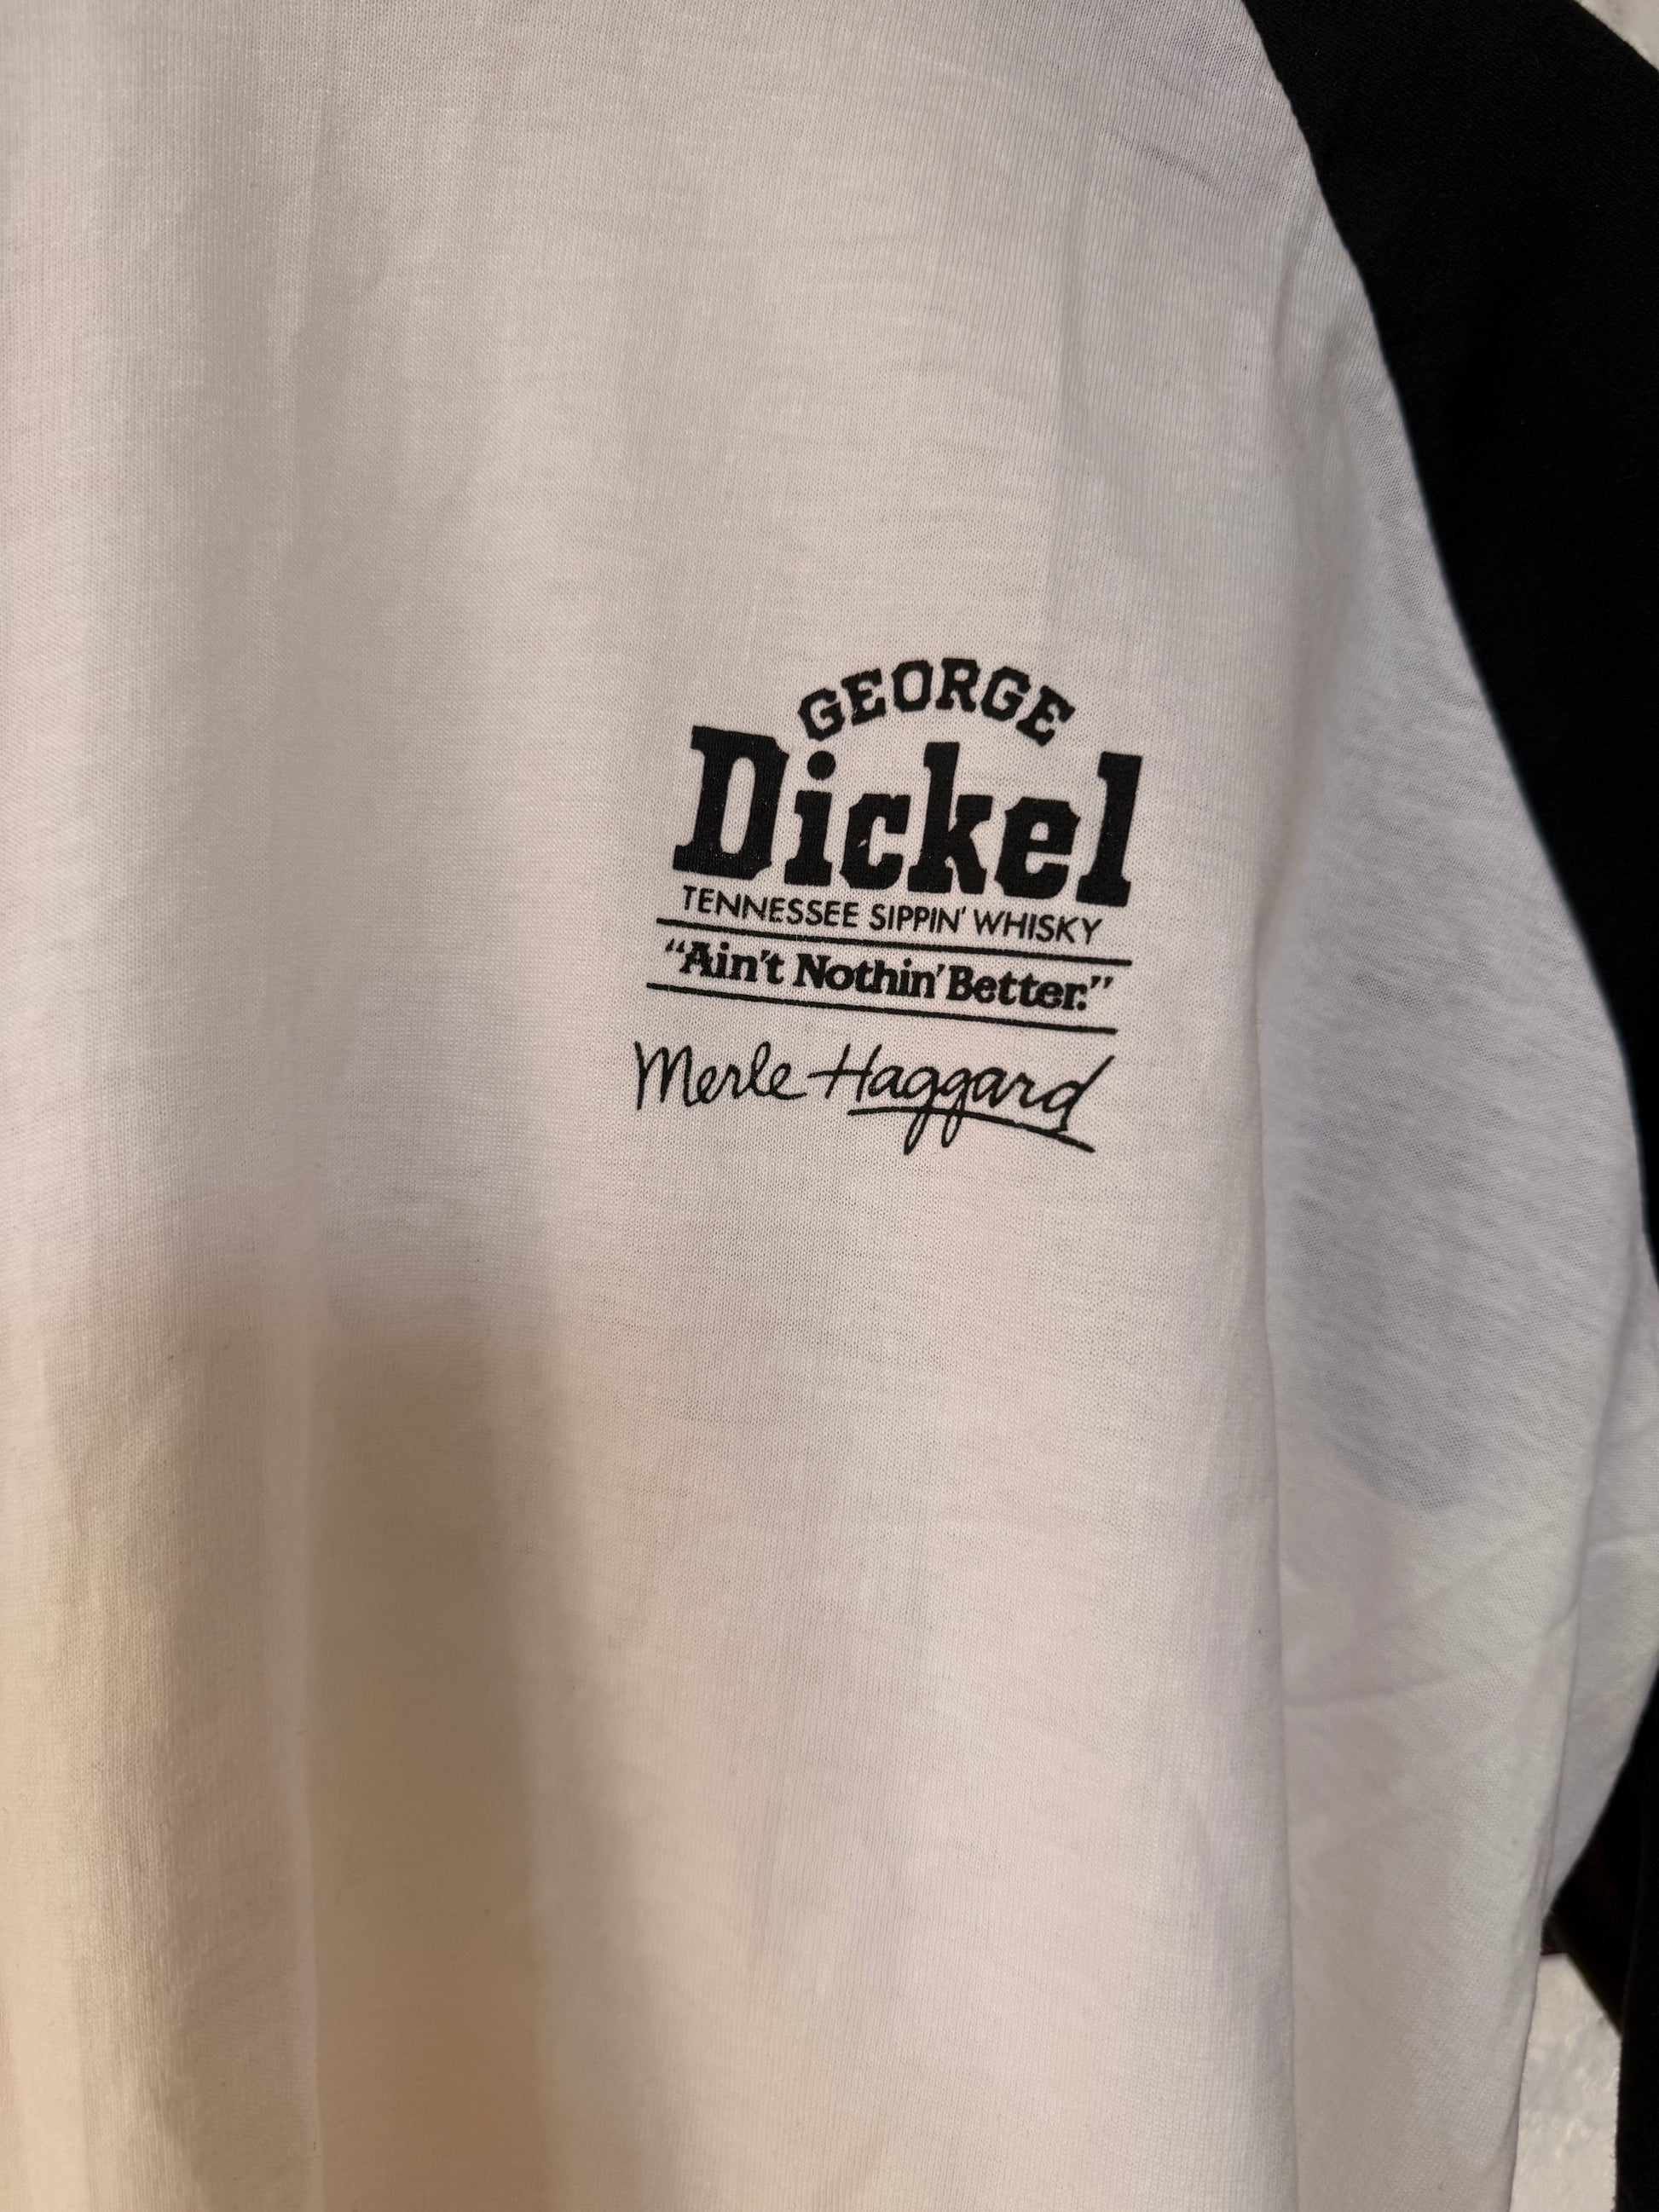 GEORGE
Dickel
TENNESSEE SIPPIN' WHISKY
“Ain't Nothin' Better.”
Merle Haggard